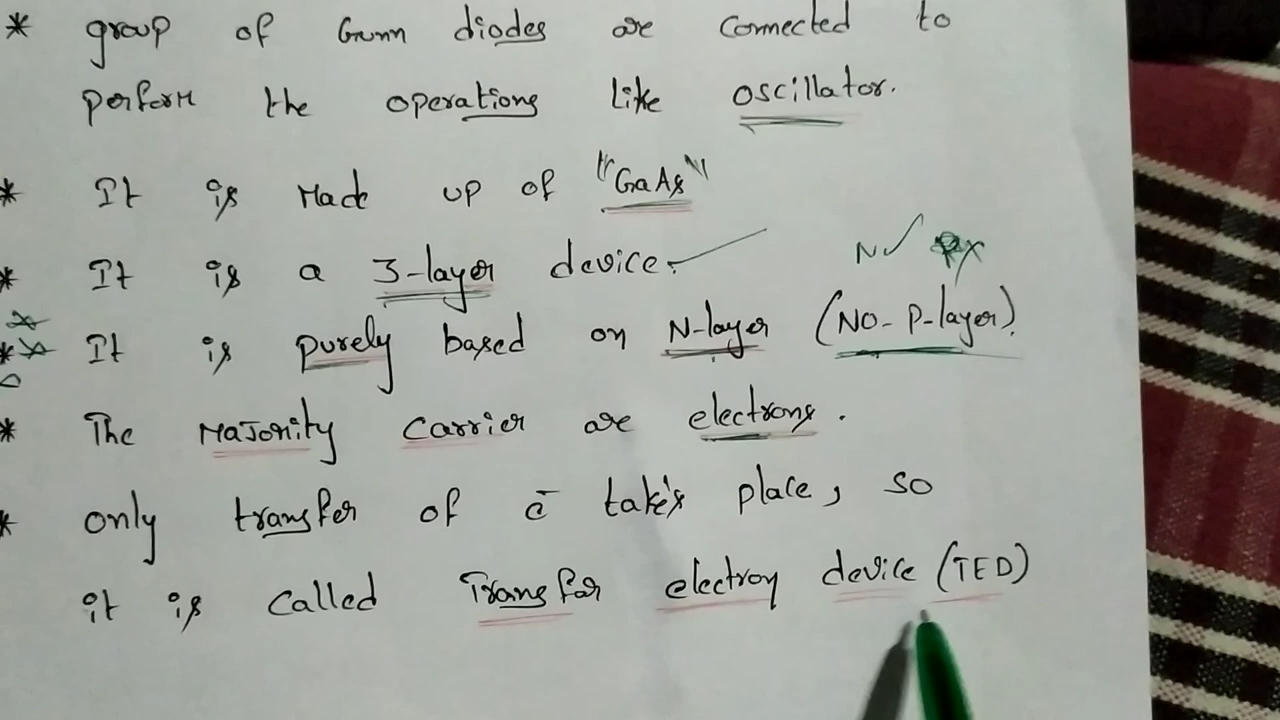 * group of Gunn diodes are connected to
perform the operations like oscillator.
* It is Made up of "GaAs"
* It is a 3-layer device.
N✓ PX
* It is purely based on N-layer (NO-P-layer).
* The Majority Carrier are electrons.
* only transfer of e̅ take's place, so
it is called Transfar electron device (TED)